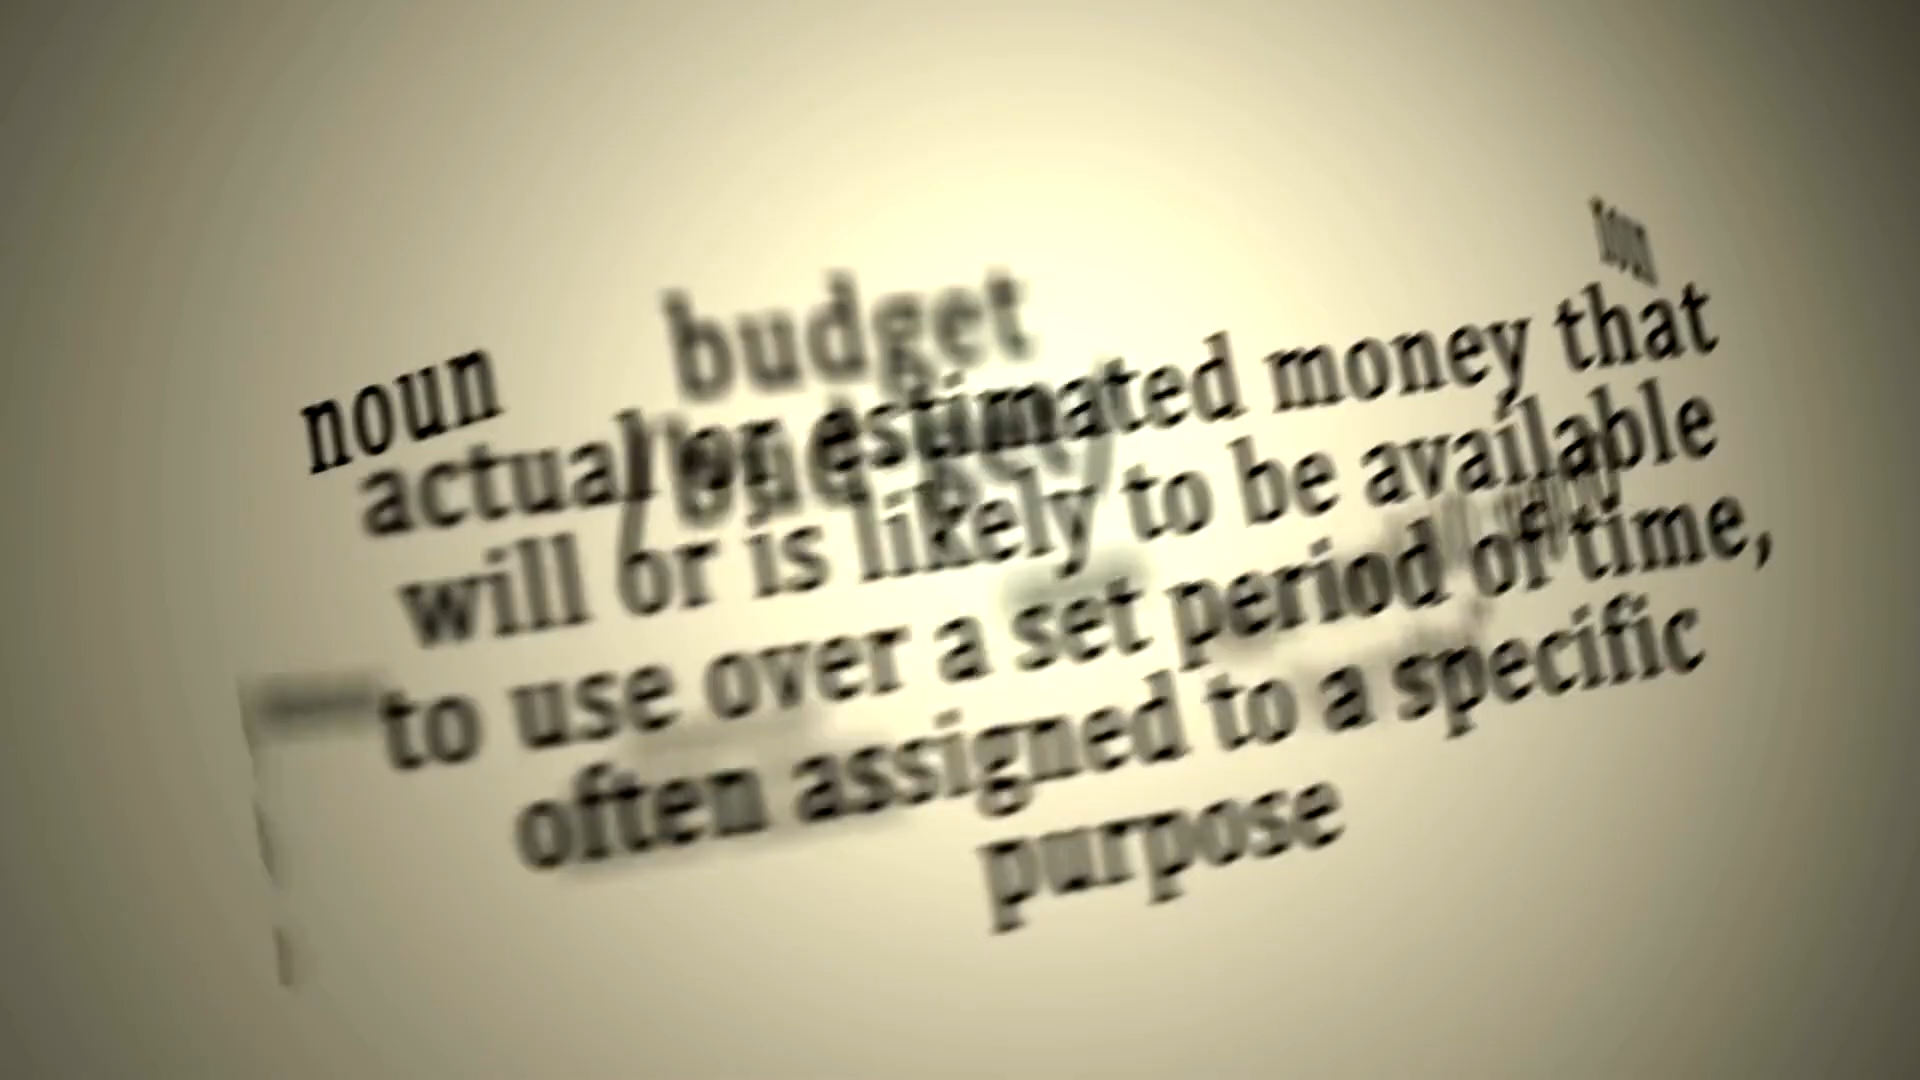 budget
noun
actual or estimated money that
will or is likely to be available
to use over a set period of time,
often assigned to a specific
purpose